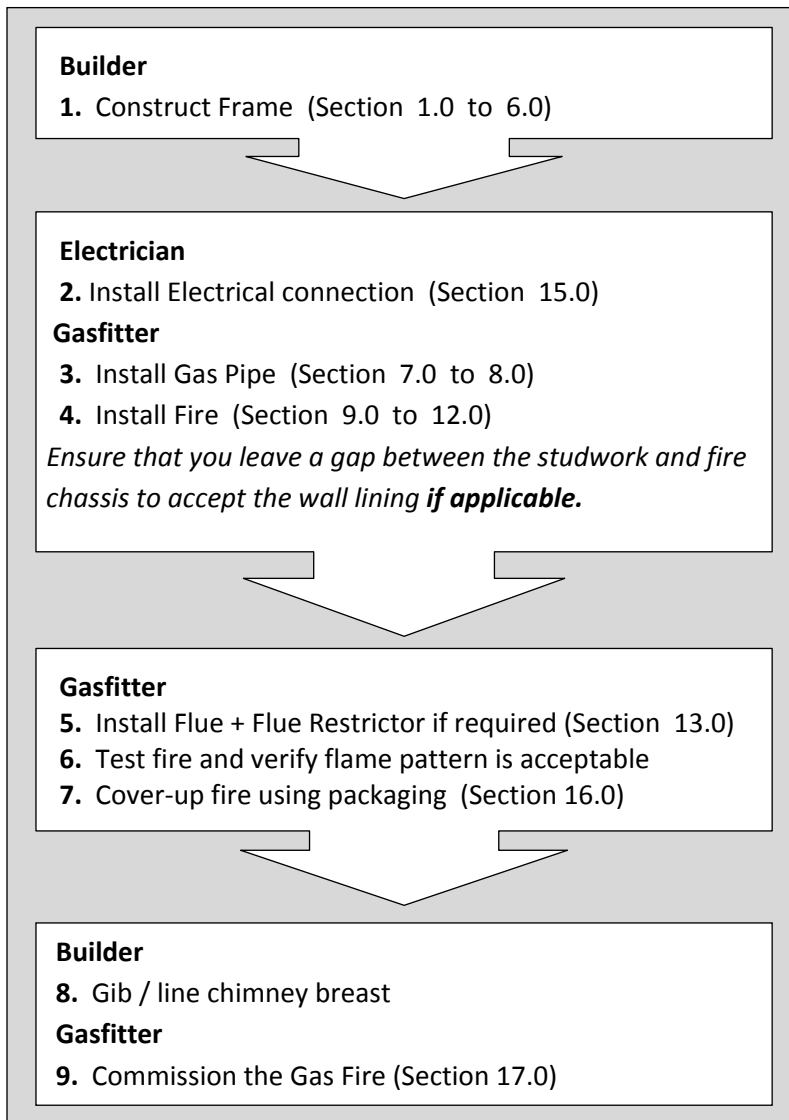 Builder
1. Construct Frame (Section 1.0 to 6.0)
Electrician
2. Install Electrical connection (Section 15.0)
Gasfitter
3. Install Gas Pipe (Section 7.0 to 8.0)
4. Install Fire (Section 9.0 to 12.0)
Ensure that you leave a gap between the studwork and fire
chassis to accept the wall lining if applicable.
Gasfitter
5. Install Flue + Flue Restrictor if required (Section 13.0)
6. Test fire and verify flame pattern is acceptable
7. Cover-up fire using packaging (Section 16.0)
Builder
8. Gib / line chimney breast
Gasfitter
9. Commission the Gas Fire (Section 17.0)